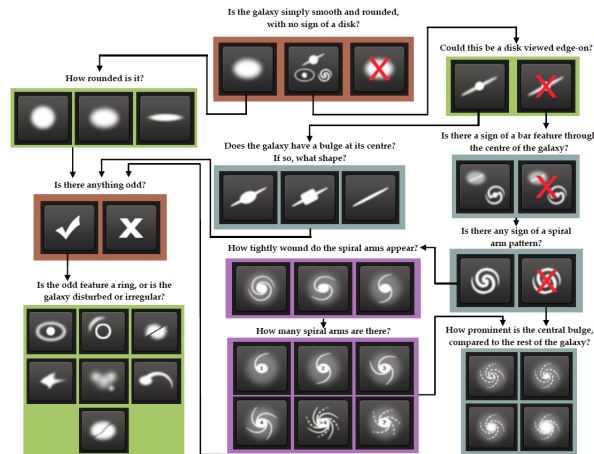 Is the galaxy simply smooth and rounded,
with no sign of a disk?
Could this be a disk viewed edge-on?
How rounded is it?
Does the galaxy have a bulge at its centre?
If so, what shape?
Is there a sign of a bar feature through
the centre of the galaxy?
Is there anything odd?
Is there any sign of a spiral
arm pattern?
How tightly wound do the spiral arms appear?
Is the odd feature a ring, or is the
galaxy disturbed or irregular?
How many spiral arms are there?
How prominent is the central bulge,
compared to the rest of the galaxy?
1
2
3
4
>4
?